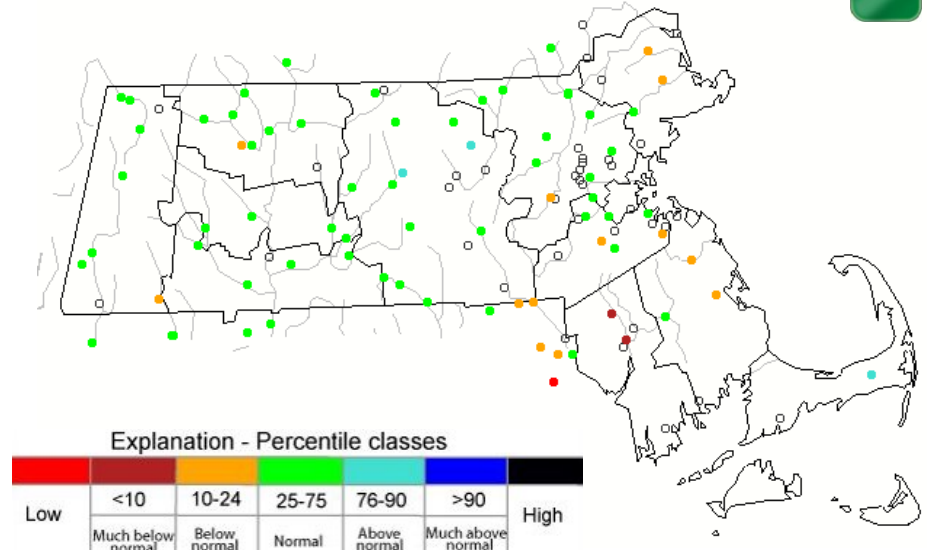 Explanation - Percentile classes
<10 10-24 25-75 76-90 >90
Low High
Much below Below Normal Above Much above
normal normal normal normal